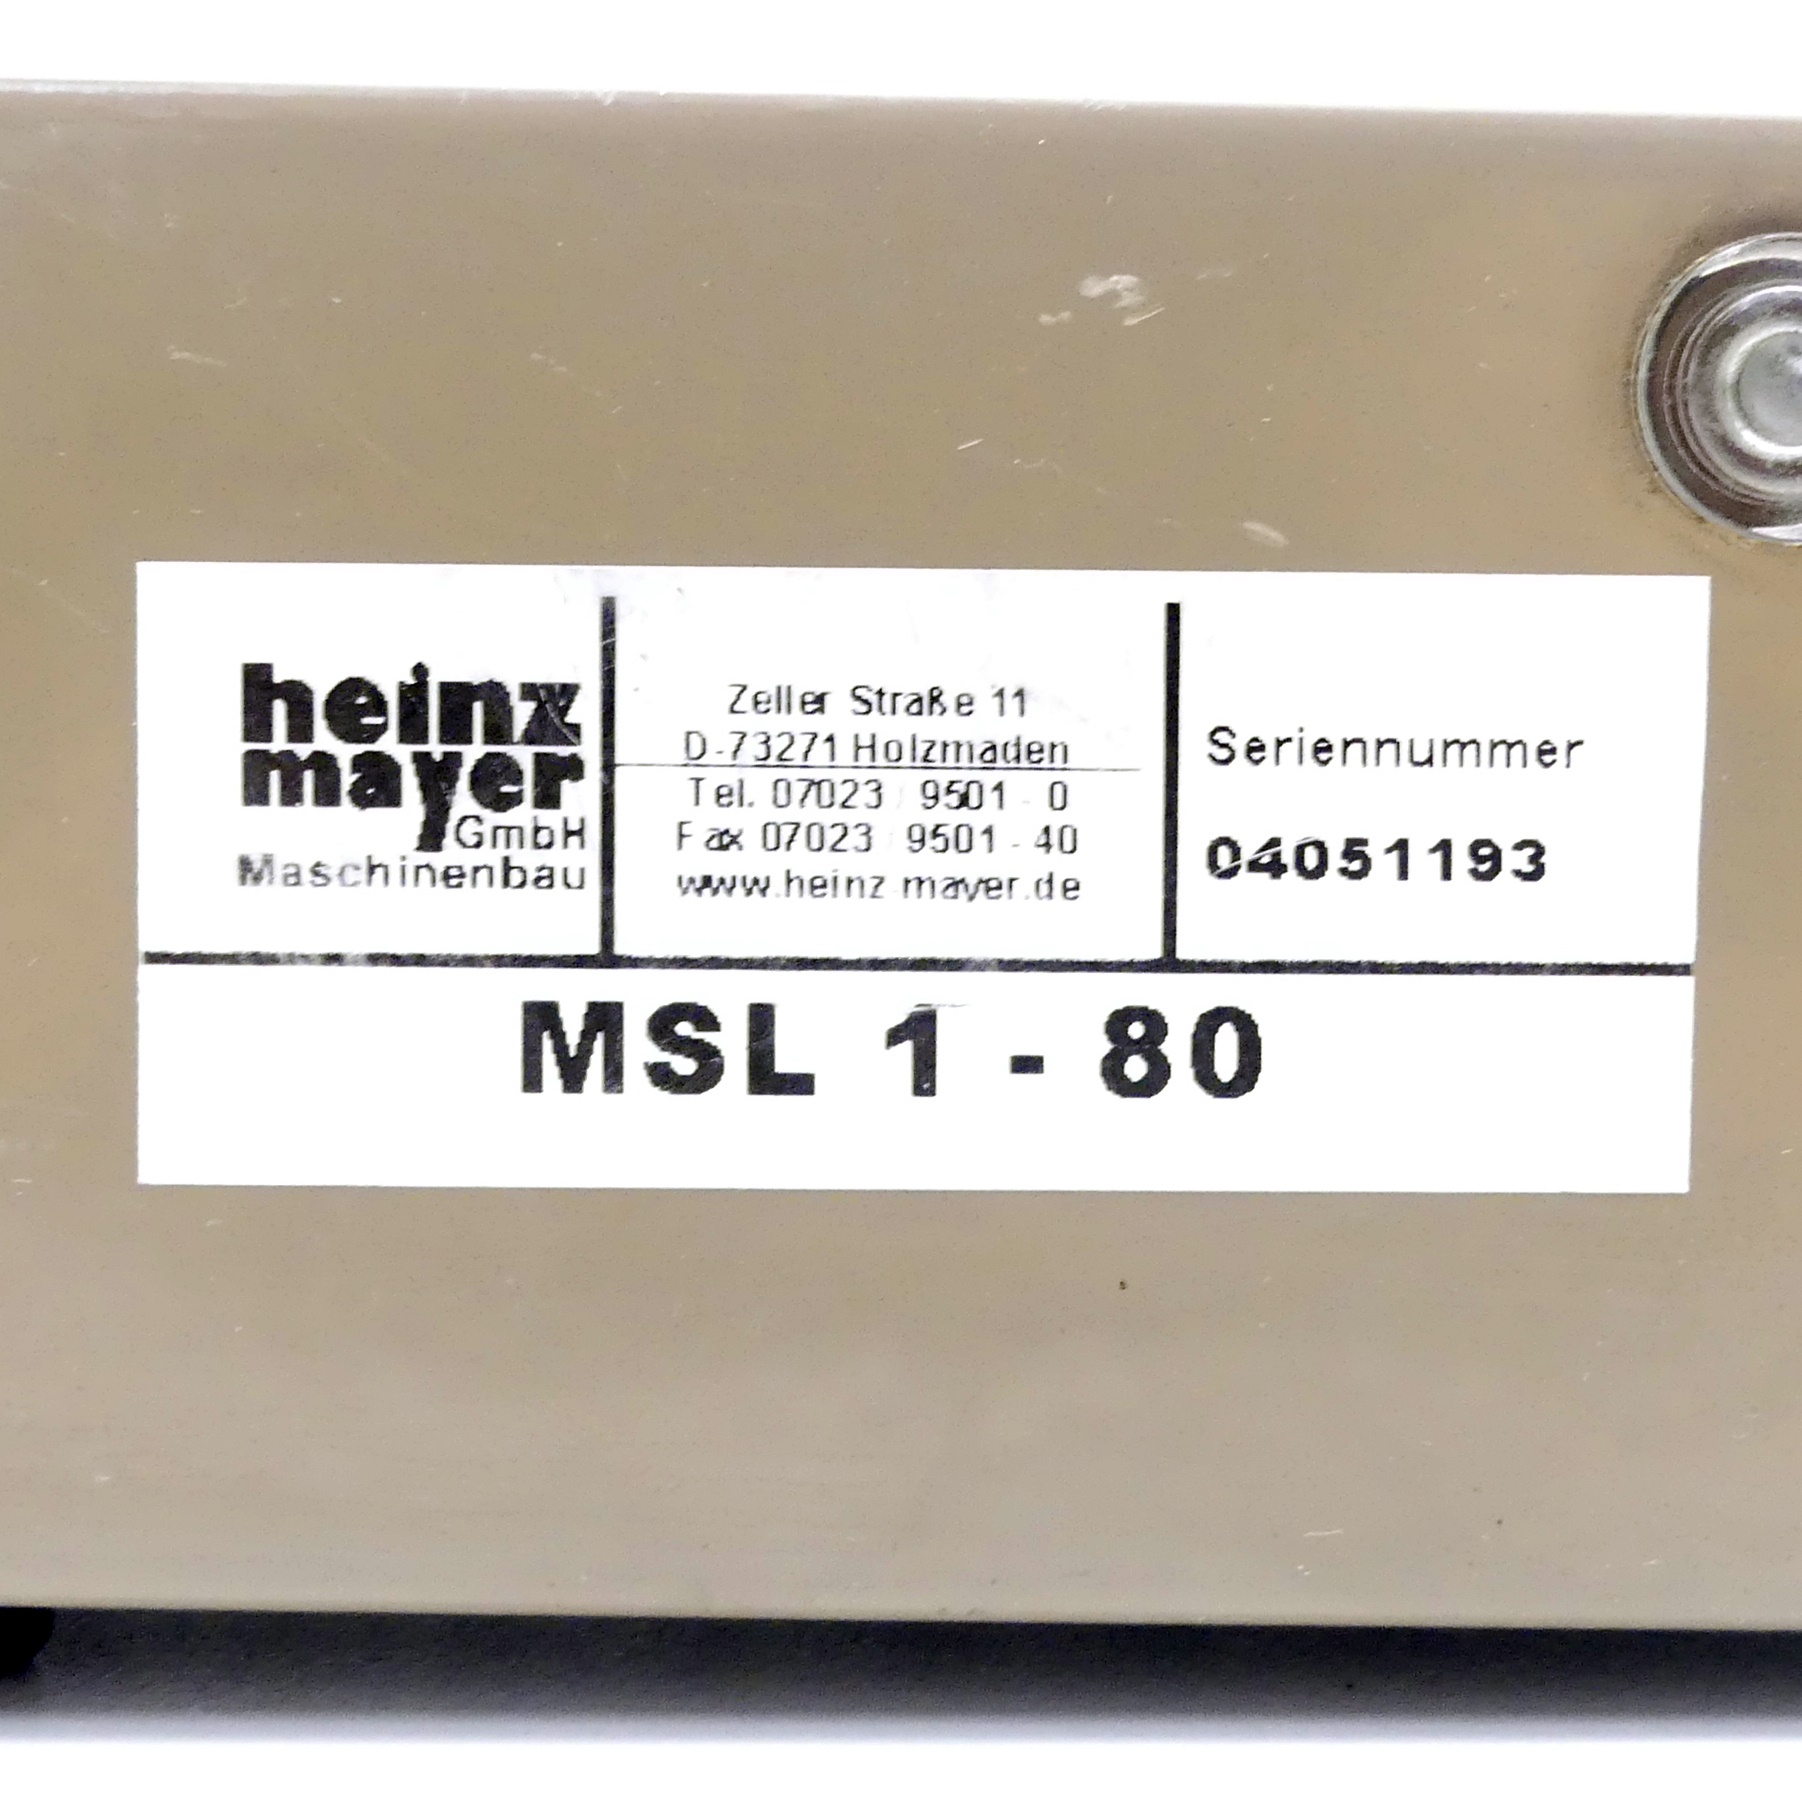 heinz
mayer
GmbH
Maschinenbau
Zeller Straße 11
D-73271 Holzmaden
Tel. 07023 / 9501 - 0
Fax 07023 / 9501 - 40
www.heinz-mayer.de
Seriennummer
04051193
MSL 1 - 80